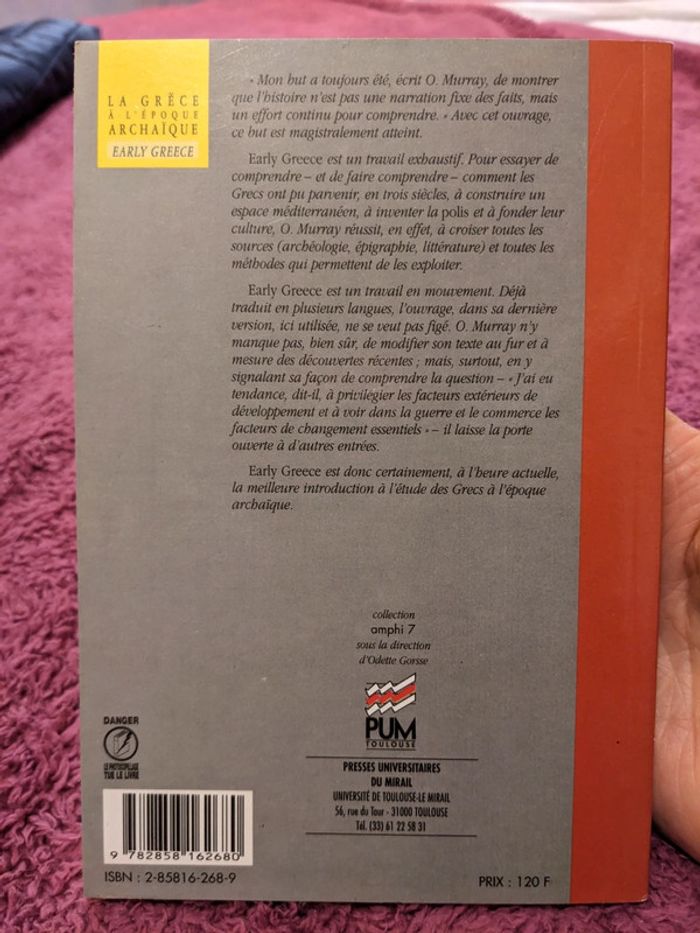 LA GRÈCE
À L'ÉPOQUE
ARCHAÏQUE
EARLY GREECE
« Mon but a toujours été, écrit O. Murray, de montrer
que l'histoire n'est pas une narration fixe des faits, mais
un effort continu pour comprendre. » Avec cet ouvrage,
ce but est magistralement atteint.
Early Greece est un travail exhaustif. Pour essayer de
comprendre – et de faire comprendre – comment les
Grecs ont pu parvenir, en trois siècles, à construire un
espace méditerranéen, à inventer la polis et à fonder leur
culture, O. Murray réussit, en effet, à croiser toutes les
sources (archéologie, épigraphie, littérature) et toutes les
méthodes qui permettent de les exploiter.
Early Greece est un travail en mouvement. Déjà
traduit en plusieurs langues, l'ouvrage, dans sa dernière
version, ici utilisée, ne se veut pas figé. O. Murray n'y
manque pas, bien sûr, de modifier son texte au fur et à
mesure des découvertes récentes ; mais, surtout, en y
signalant sa façon de comprendre la question – « J'ai eu
tendance, dit-il, à privilégier les facteurs extérieurs de
développement et à voir dans la guerre et le commerce les
facteurs de changement essentiels » – il laisse la porte
ouverte à d'autres entrées.
Early Greece est donc certainement, à l'heure actuelle,
la meilleure introduction à l'étude des Grecs à l'époque
archaïque.
collection
amphi 7
sous la direction
d'Odette Gorsse
PUM
TOULOUSE
PRESSES UNIVERSITAIRES
DU MIRAIL
UNIVERSITÉ DE TOULOUSE-LE MIRAIL
56, rue du Taur - 31000 TOULOUSE
Tél. (33) 61 22 58 31
DANGER
LE PHOTOCOPILLAGE
TUE LE LIVRE
9 782858 162680
ISBN : 2-85816-268-9
PRIX : 120 F